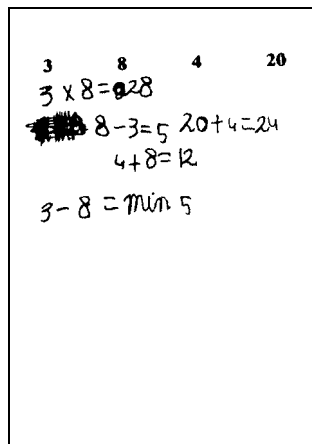 3 8 4 20
3 × 8 = 28
8 - 3 = 5 20 + 4 = 24
4 + 8 = 12
3 - 8 = min 5